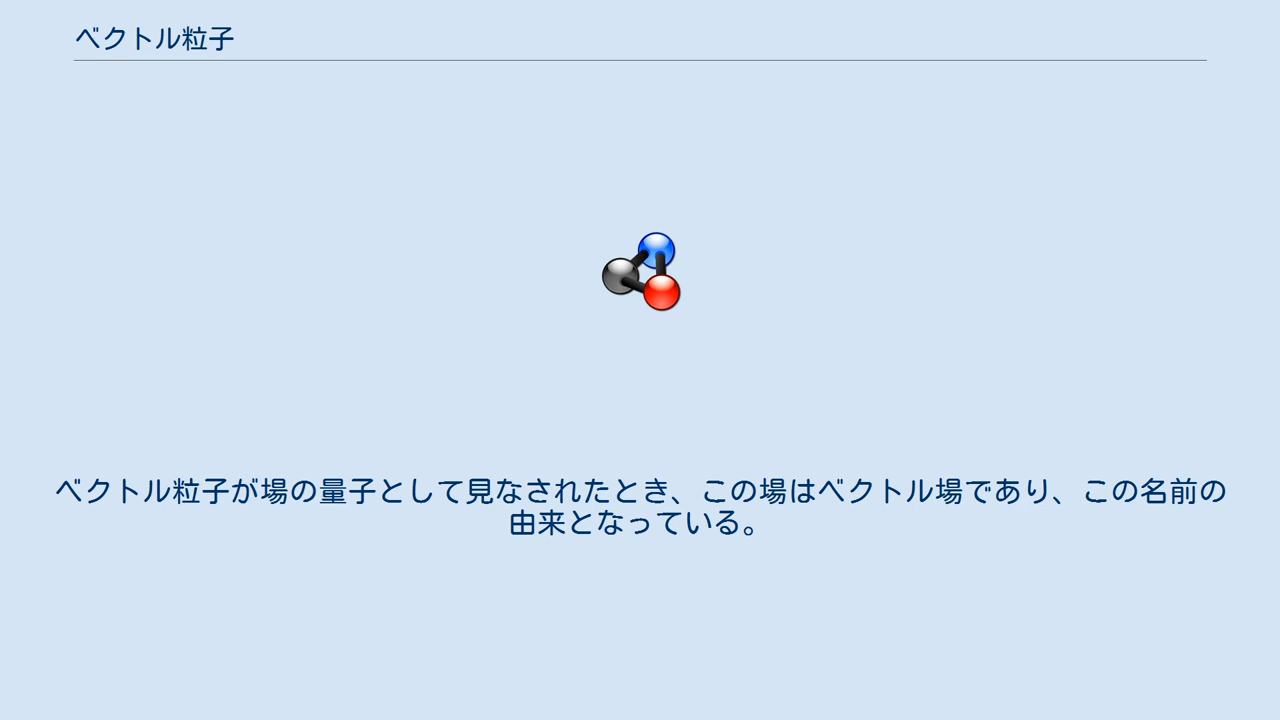 ベクトル粒子
ベクトル粒子が場の量子として見なされたとき、この場はベクトル場であり、この名前の
由来となっている。